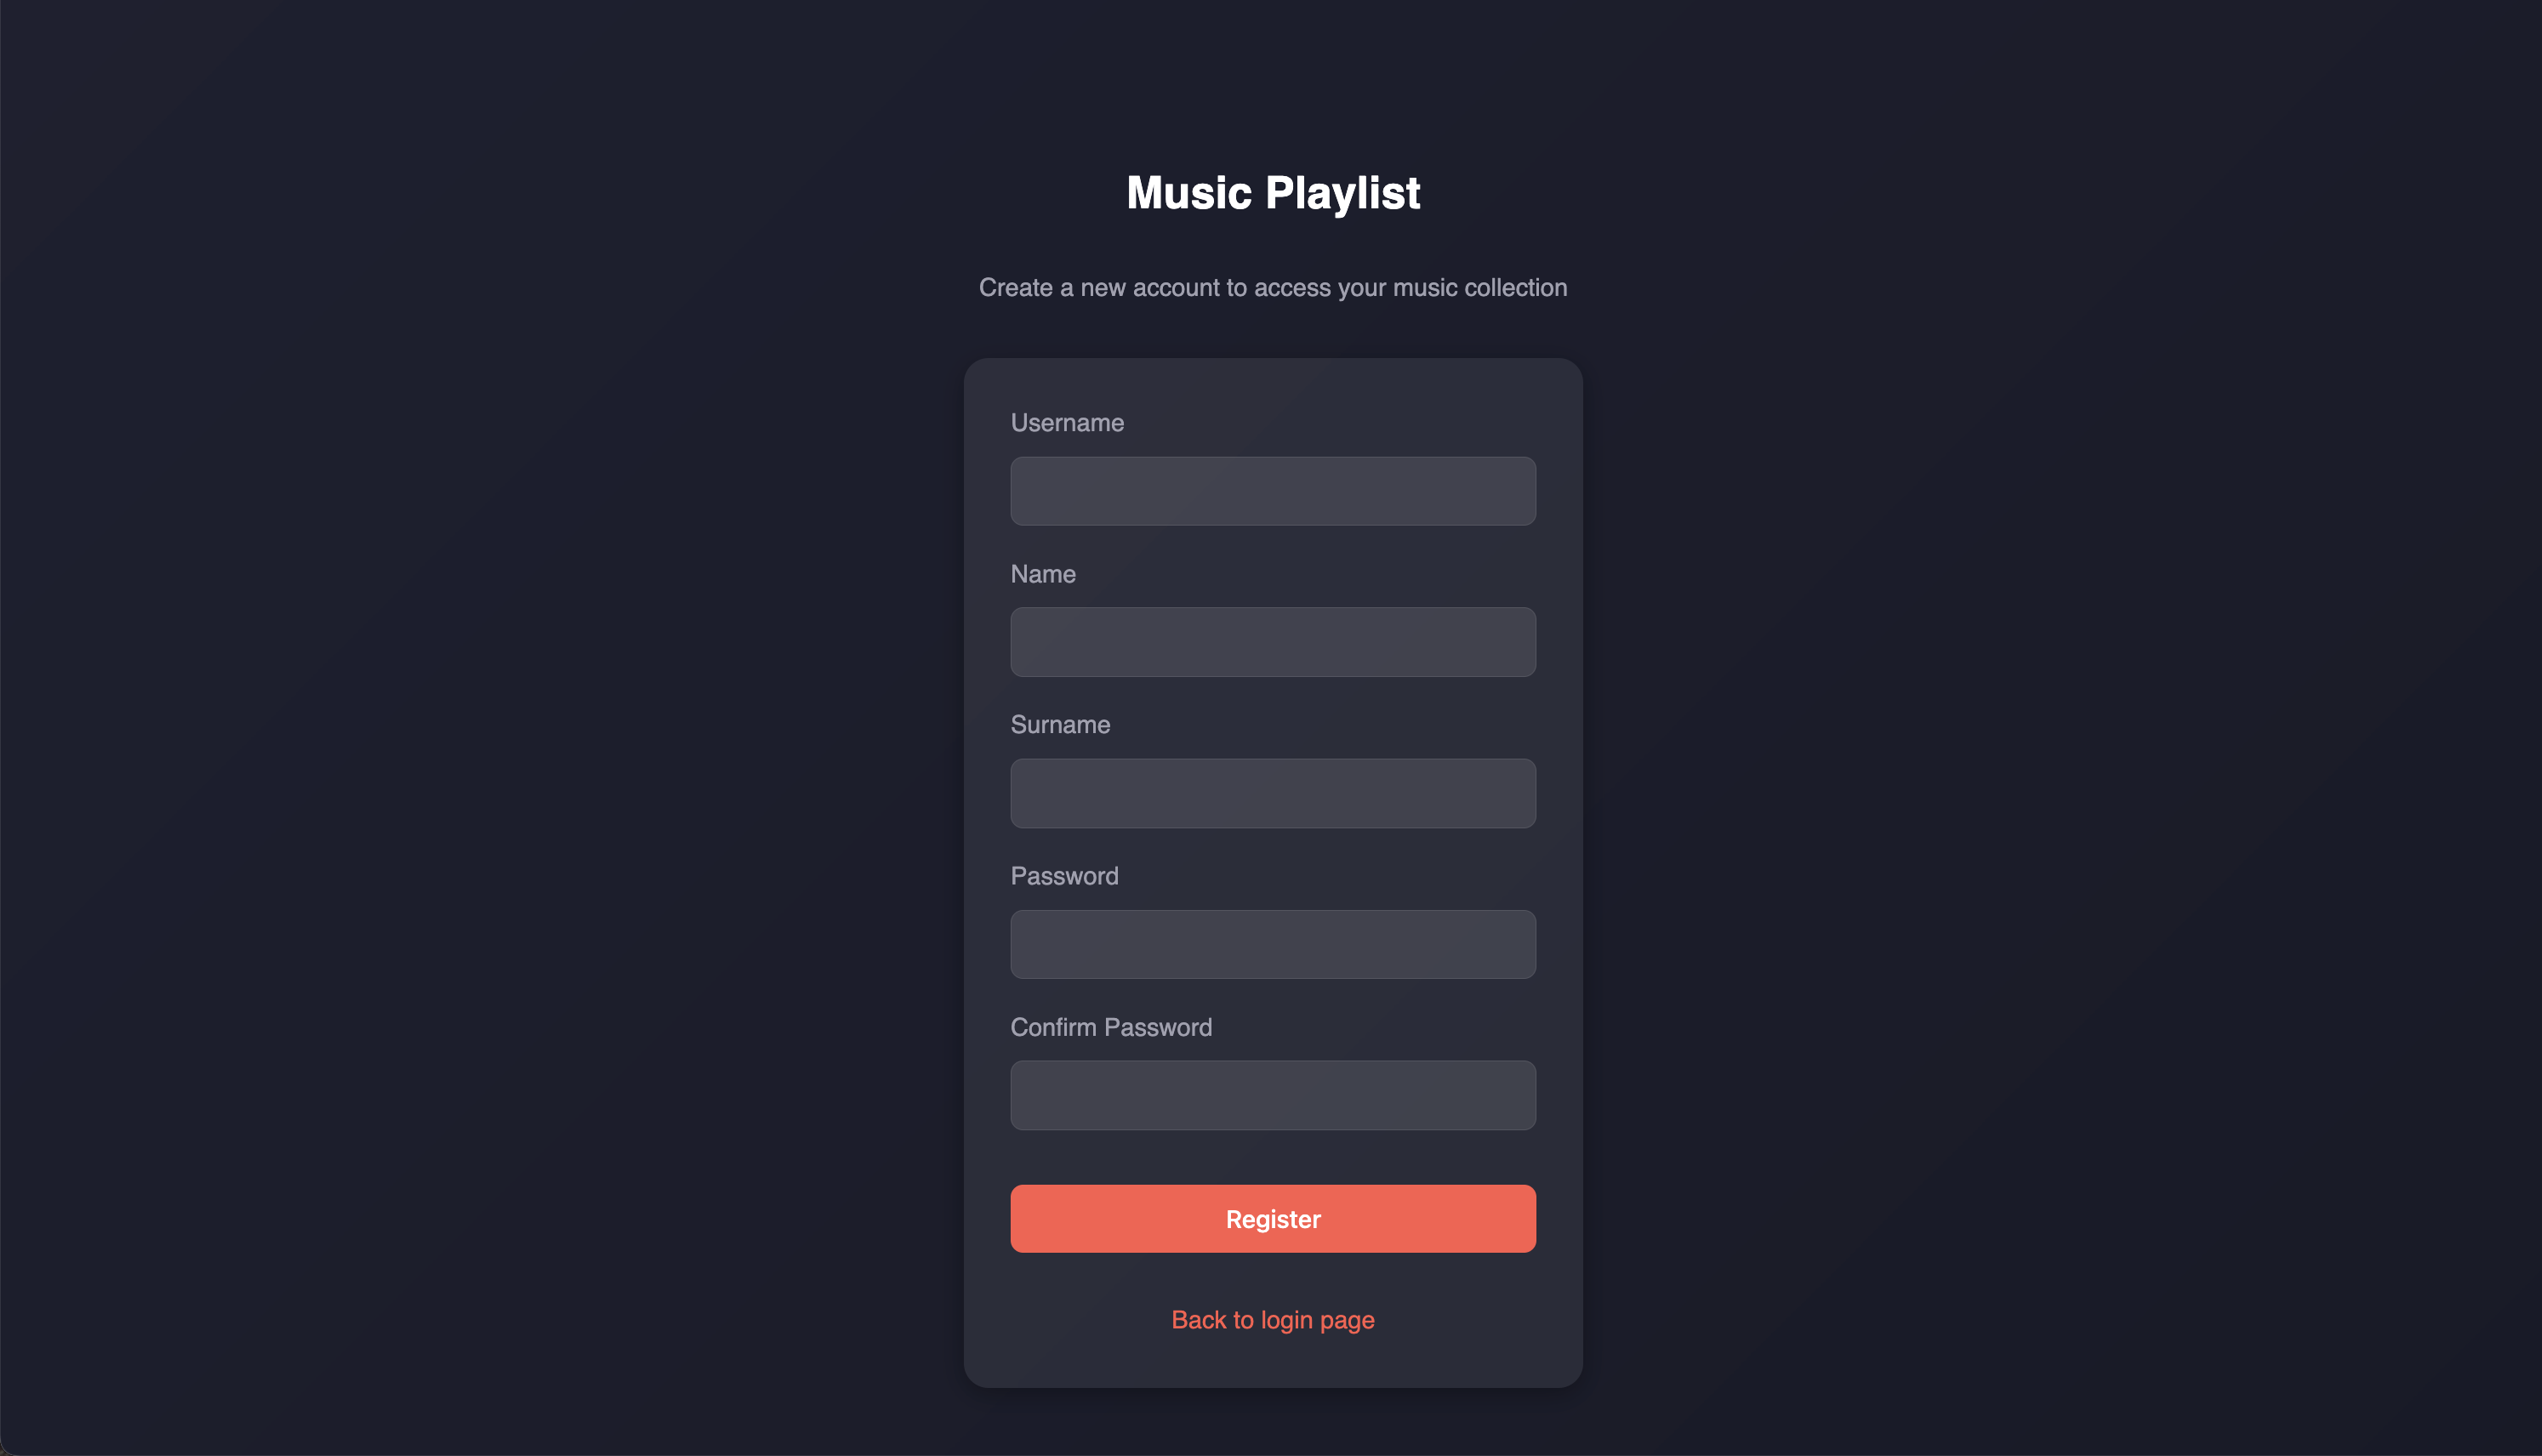 Music Playlist
Create a new account to access your music collection
Username
Name
Surname
Password
Confirm Password
Register
Back to login page